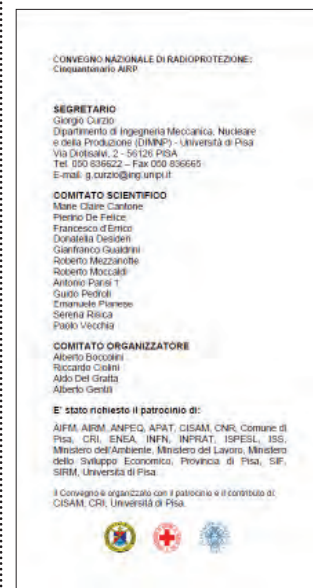 CONVEGNO NAZIONALE DI RADIOPROTEZIONE:
Cinquantenario AIRP
SEGRETARIO
Giorgio Curzio
Dipartimento di Ingegneria Meccanica, Nucleare
e della Produzione (DIMNP) - Università di Pisa
Via Diotisalvi, 2 - 56126 PISA
Tel. 050 836622 – Fax 050 836665
E-mail: g.curzio@ing.unipi.it
COMITATO SCIENTIFICO
Marie Claire Cantone
Pierino De Felice
Francesco d'Errico
Donatella Desideri
Gianfranco Gualdrini
Roberto Mezzanotte
Roberto Moccaldi
Antonio Parisi †
Guido Pedroli
Emanuele Pianese
Serena Risica
Paolo Vecchia
COMITATO ORGANIZZATORE
Alberto Boccolini
Riccardo Ciolini
Aldo Del Gratta
Alberto Gentili
E' stato richiesto il patrocinio di:
AIFM, AIRM, ANPEQ, APAT, CISAM, CNR, Comune di
Pisa, CRI, ENEA, INFN, INPRAT, ISPESL, ISS,
Ministero dell'Ambiente, Ministero del Lavoro, Ministero
dello Sviluppo Economico, Provincia di Pisa, SIF,
SIRM, Università di Pisa.
Il Convegno è organizzato con il patrocinio e il contributo di:
CISAM, CRI, Università di Pisa.